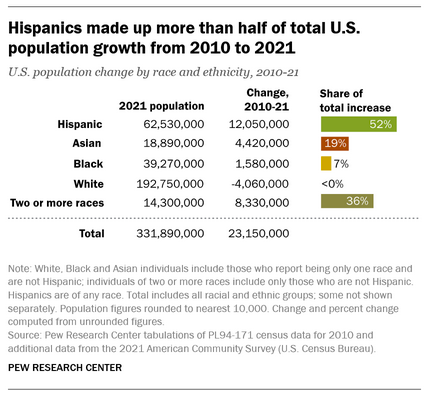 Hispanics made up more than half of total U.S.
population growth from 2010 to 2021
U.S. population change by race and ethnicity, 2010-21
2021 population
Change,
2010-21
Share of
total increase
Hispanic 62,530,000 12,050,000 52%
Asian 18,890,000 4,420,000 19%
Black 39,270,000 1,580,000 7%
White 192,750,000 -4,060,000 <0%
Two or more races 14,300,000 8,330,000 36%
Total 331,890,000 23,150,000
Note: White, Black and Asian individuals include those who report being only one race and
are not Hispanic; individuals of two or more races include only those who are not Hispanic.
Hispanics are of any race. Total includes all racial and ethnic groups; some not shown
separately. Population figures rounded to nearest 10,000. Change and percent change
computed from unrounded figures.
Source: Pew Research Center tabulations of PL94-171 census data for 2010 and
additional data from the 2021 American Community Survey (U.S. Census Bureau).
PEW RESEARCH CENTER